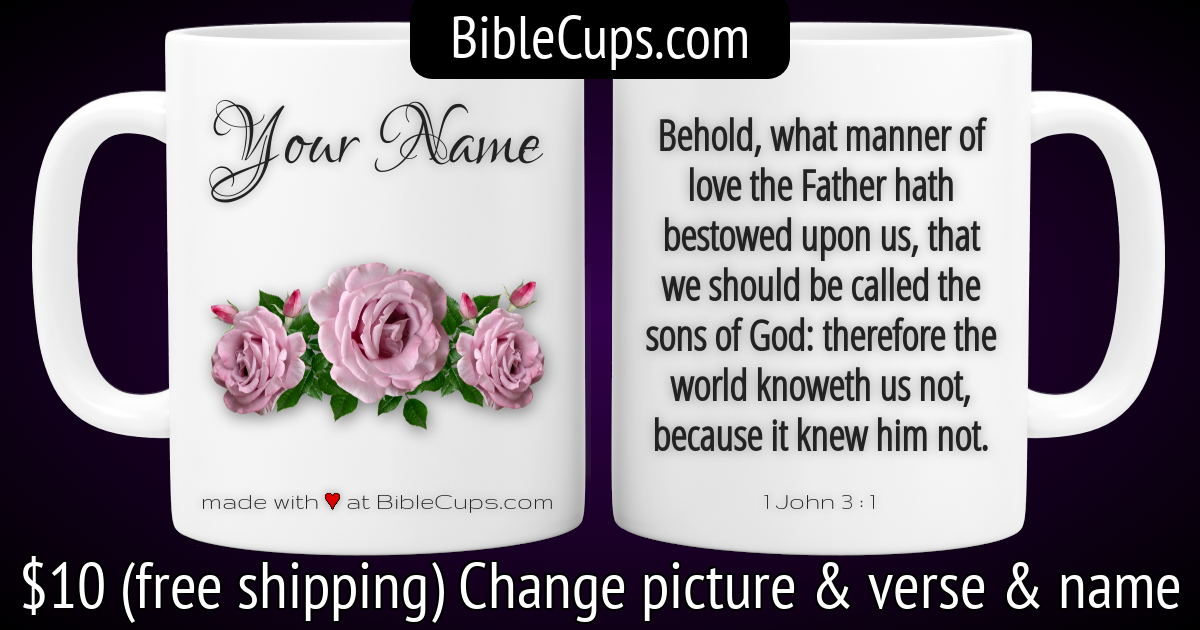 BibleCups.com
Your Name
made with ♥ at BibleCups.com
Behold, what manner of
love the Father hath
bestowed upon us, that
we should be called the
sons of God: therefore the
world knoweth us not,
because it knew him not.
1 John 3:1
$10 (free shipping) Change picture & verse & name